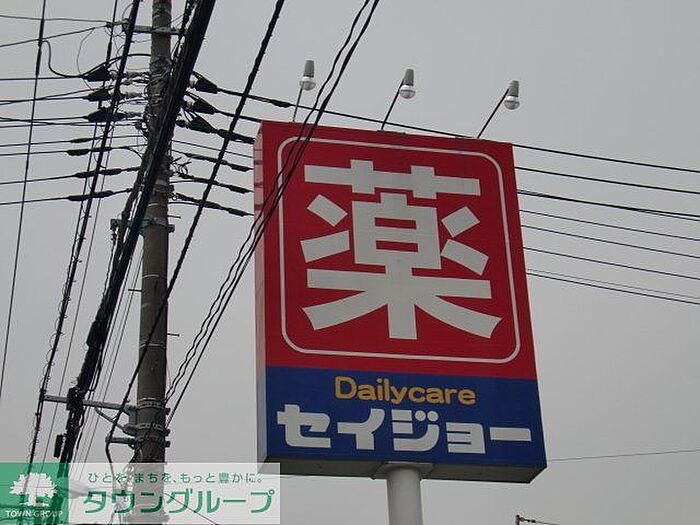 薬
Dailycare
セイジョー
ひとを、まちを、もっと豊かに。
タウングループ
TOWN GROUP